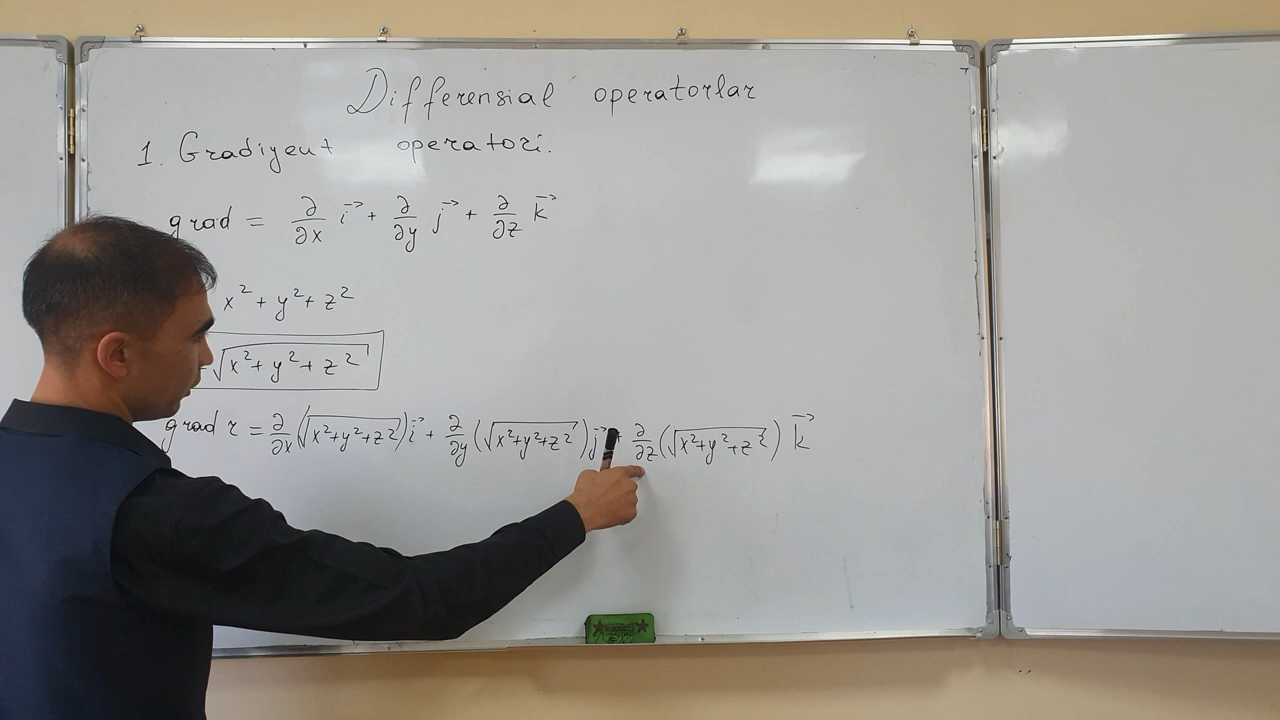 Differensial operatorlar
1. Gradiyent operatori.
grad = ∂/∂x i⃗ + ∂/∂y j⃗ + ∂/∂z k⃗
x² + y² + z²
√(x² + y² + z²)
grad r = ∂/∂x (√(x²+y²+z²)) i⃗ + ∂/∂y (√(x²+y²+z²)) j⃗ + ∂/∂z (√(x²+y²+z²)) k⃗